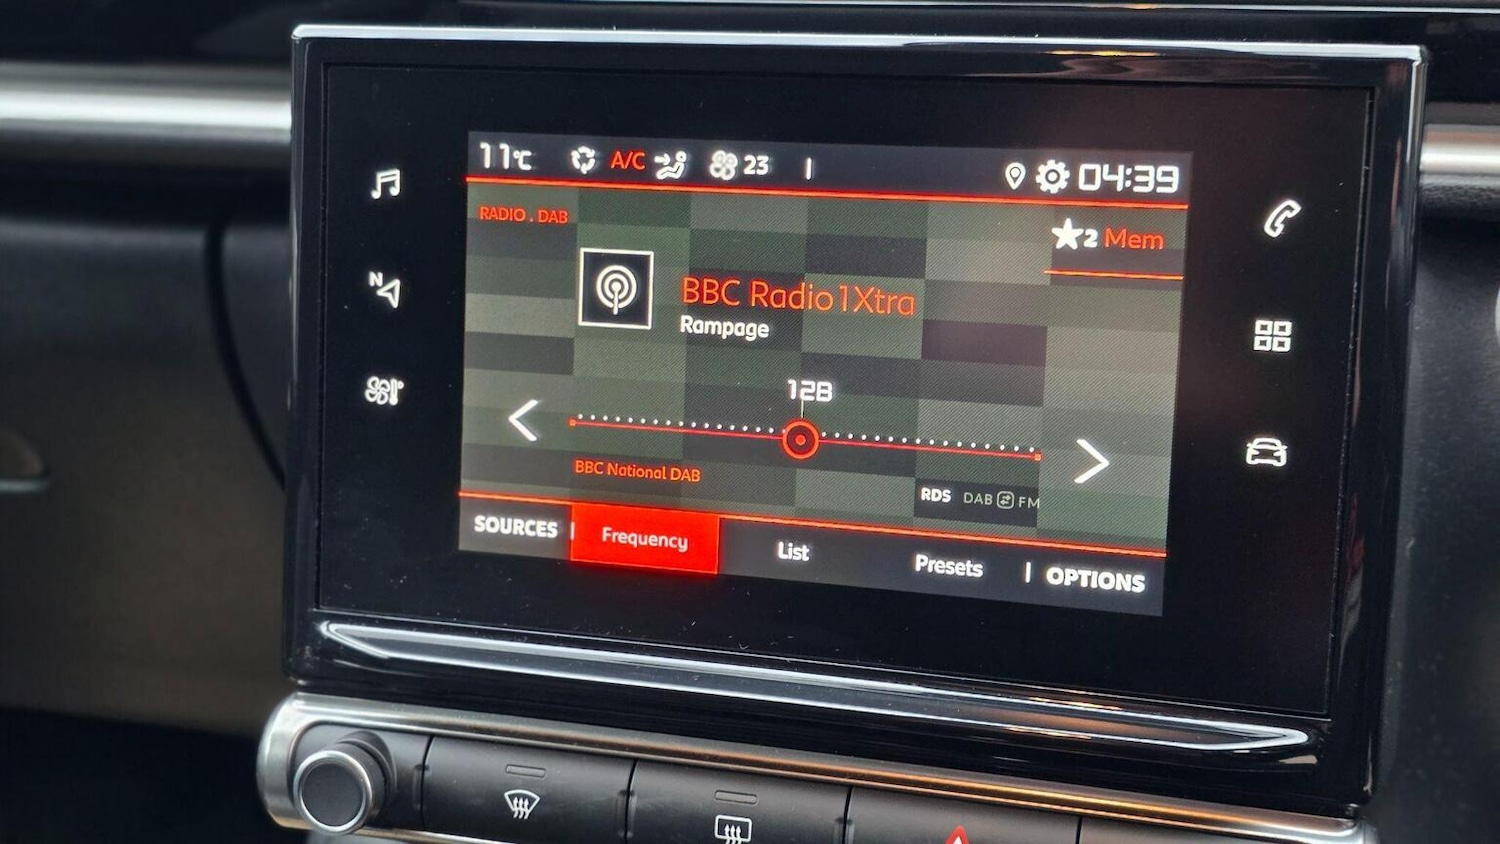 11°C A/C 23 04:39
RADIO . DAB
2 Mem
BBC Radio 1Xtra
Rampage
N
12B
BBC National DAB
RDS DAB FM
SOURCES Frequency List Presets OPTIONS